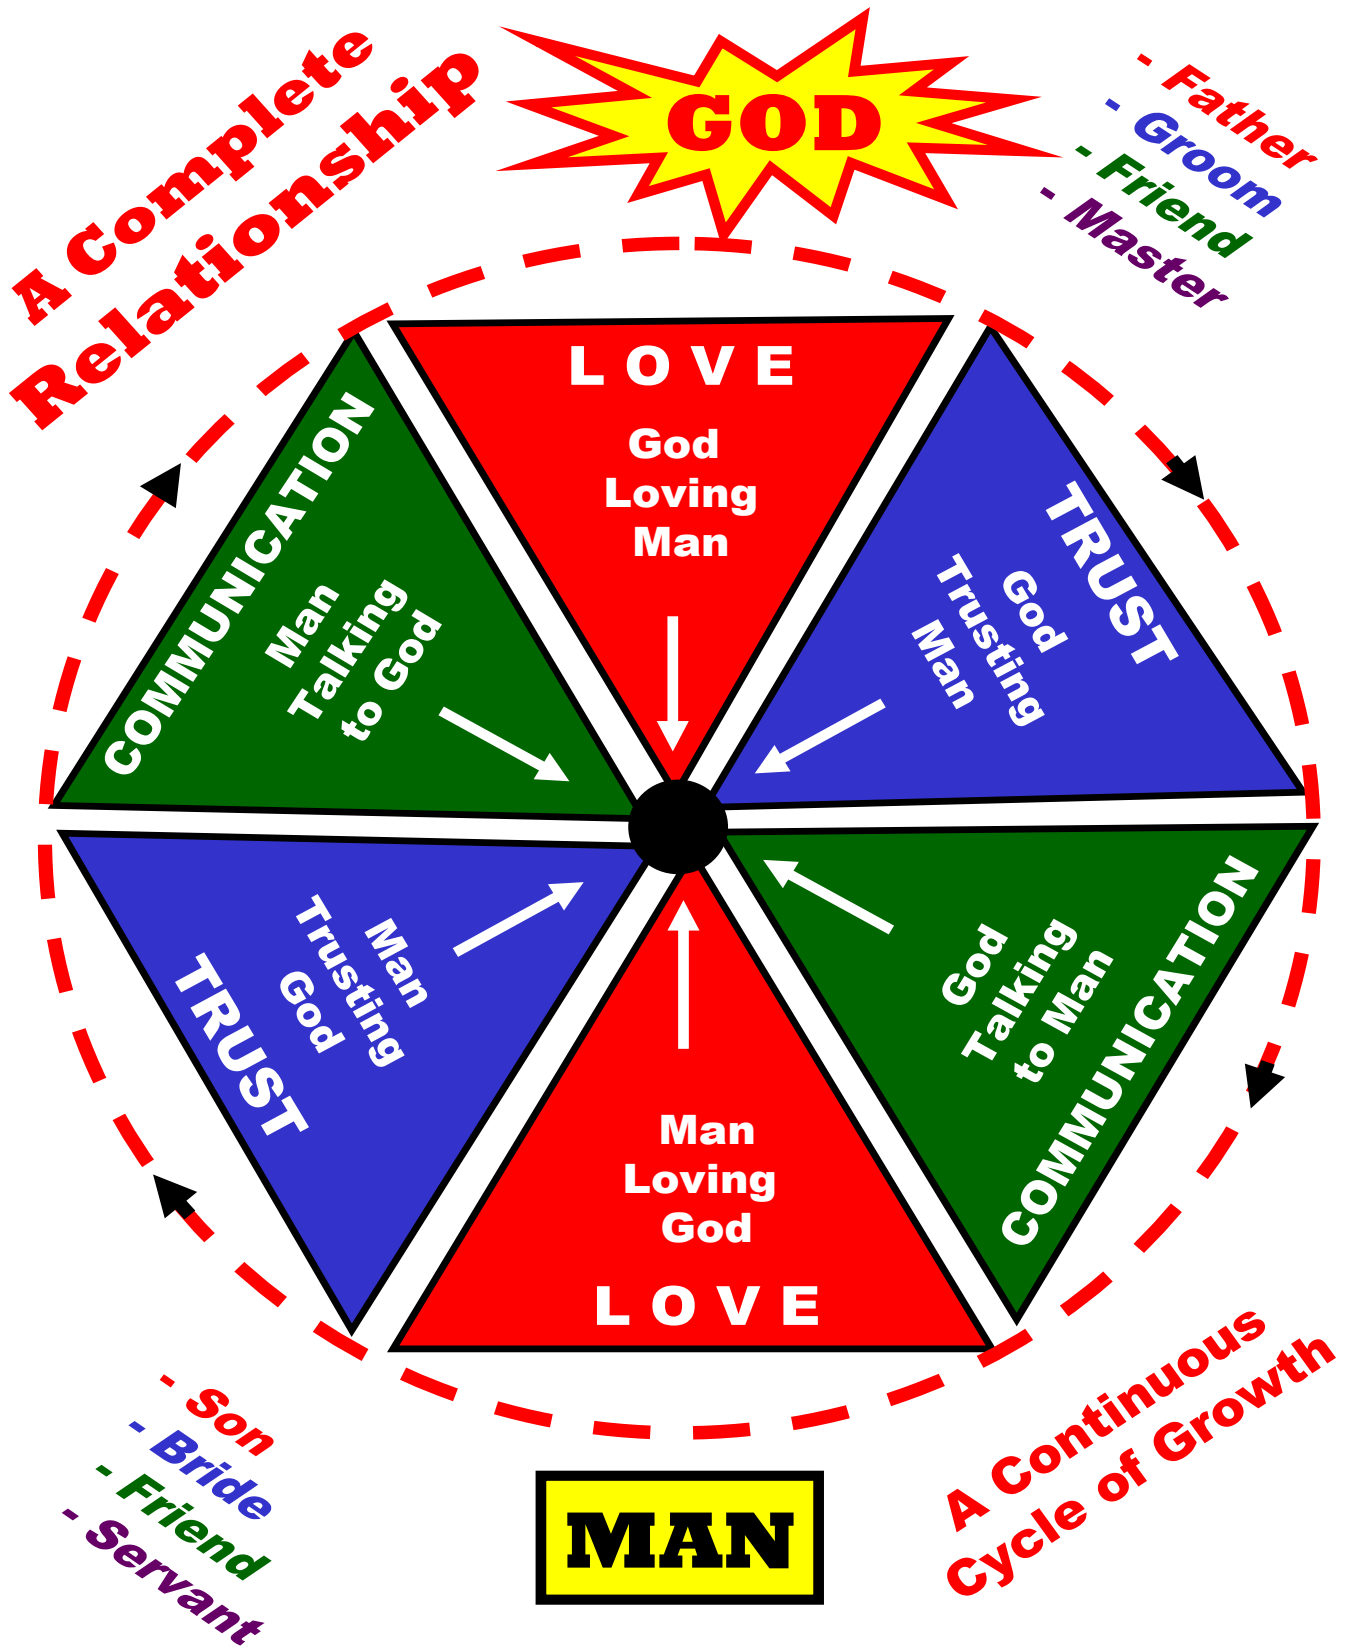 A Complete
Relationship
GOD
- Father
- Groom
- Friend
- Master
L O V E
God
Loving
Man
TRUST
God
Trusting
Man
COMMUNICATION
Man
Talking
to God
COMMUNICATION
God
Talking
to Man
TRUST
Man
Trusting
God
Man
Loving
God
L O V E
- Son
- Bride
- Friend
- Servant
MAN
A Continuous
Cycle of Growth